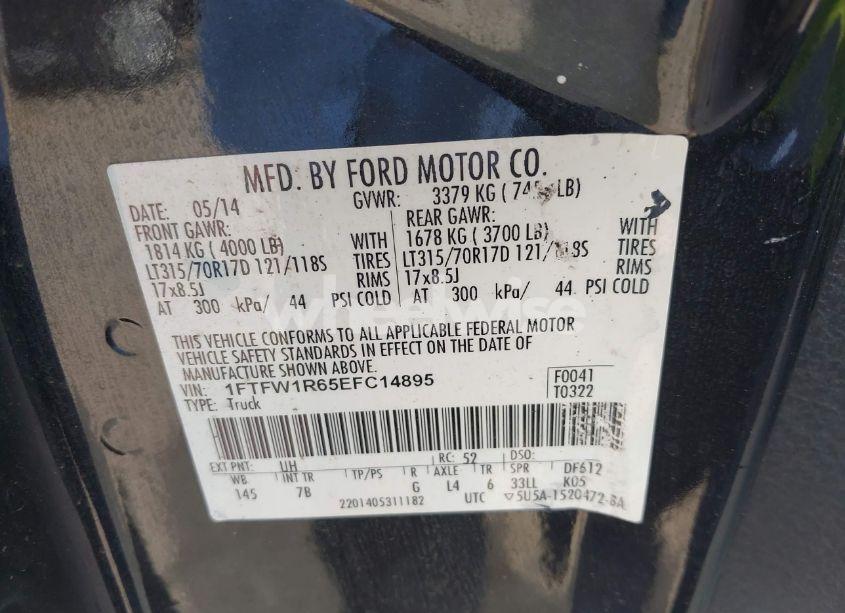 MFD. BY FORD MOTOR CO.
DATE: 05/14 GVWR: 3379 KG ( LB)
FRONT GAWR: REAR GAWR:
1814 KG ( 4000 LB) WITH 1678 KG ( 3700 LB) WITH
LT315/70R17D 121/118S TIRES LT315/70R17D 121/118S TIRES
17x8.5J RIMS 17x8.5J RIMS
AT 300 kPa/ 44 PSI COLD AT 300 kPa/ 44 PSI COLD
wheelwise
THIS VEHICLE CONFORMS TO ALL APPLICABLE FEDERAL MOTOR
VEHICLE SAFETY STANDARDS IN EFFECT ON THE DATE OF
MANUFACTURE SHOWN ABOVE.
VIN: 1FTFW1R65EFC14895 F0041
TYPE: Truck T0322
EXT PNT: UH RC: 52 DSO:
WB INT TR TP/PS R AXLE TR SPR DF612
145 7B G L4 6 33LL K05
2201405311182 UTC ▽5U5A-1520472-BA